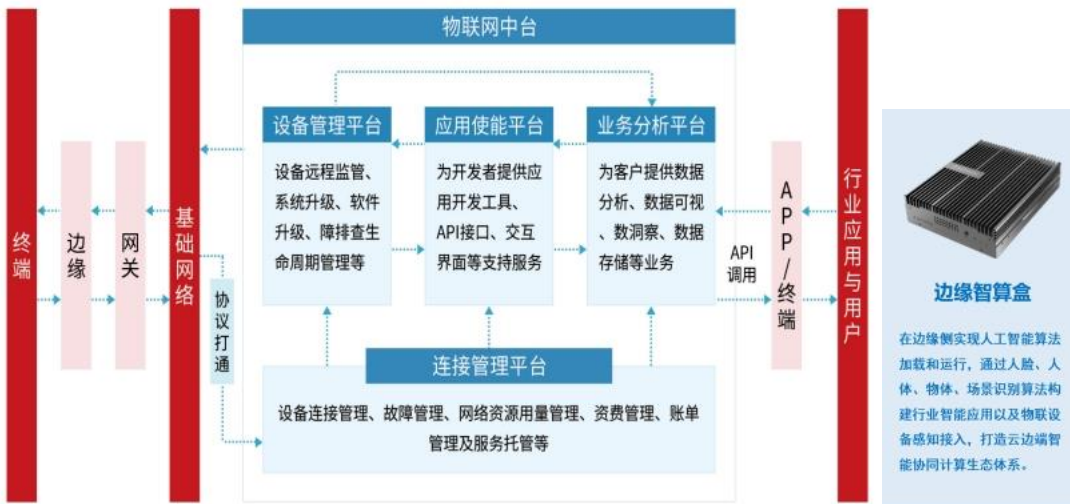 物联网中台
设备管理平台
设备远程监管、
系统升级、软件
升级、障排查生
命周期管理等
应用使能平台
为开发者提供应
用开发工具、
API接口、交互
界面等支持服务
业务分析平台
为客户提供数据
分析、数据可视
、数洞察、数据
存储等业务
连接管理平台
设备连接管理、故障管理、网络资源用量管理、资费管理、账单
管理及服务托管等
终端
边缘
网关
基础网络
协议打通
API
调用
APP/终端
行业应用与用户
边缘智算盒
在边缘侧实现人工智能算法
加载和运行，通过人脸、人
体、物体、场景识别算法构
建行业智能应用以及物联设
备感知接入，打造云边端智
能协同计算生态体系。